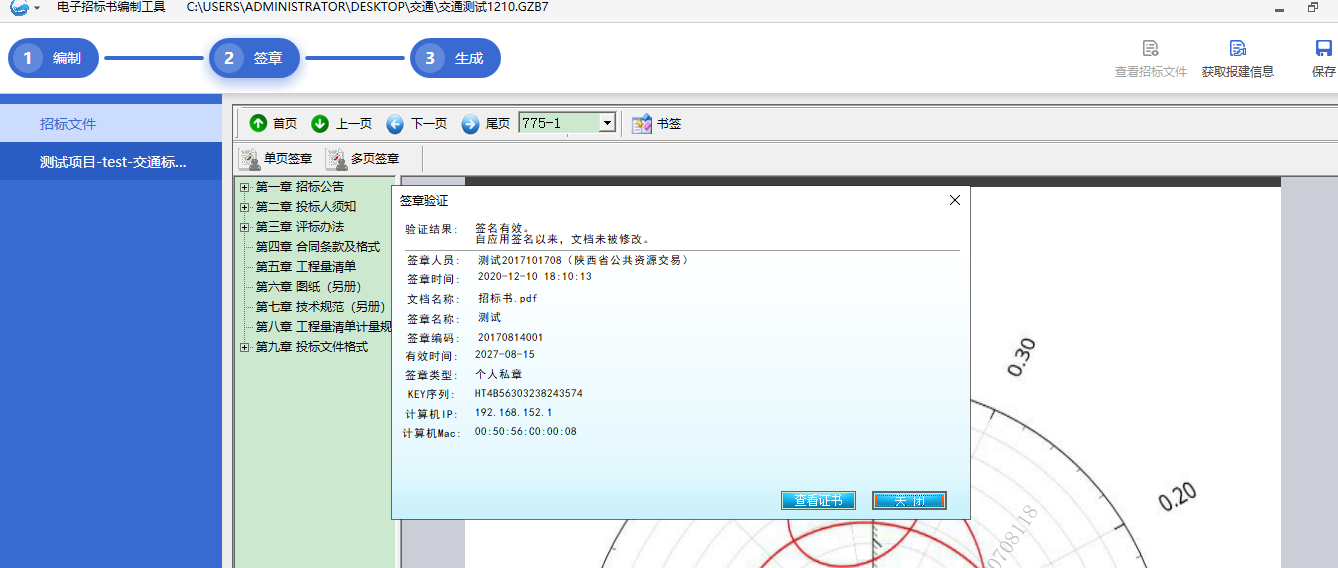 电子招标书编制工具 C:\USERS\ADMINISTRATOR\DESKTOP\交通\交通测试1210.GZB7
1 编制 2 签章 3 生成
查看招标文件 获取报建信息 保存
招标文件
测试项目-test-交通标...
首页 上一页 下一页 尾页 775-1 书签
单页签章 多页签章
第一章 招标公告
第二章 投标人须知
第三章 评标办法
第四章 合同条款及格式
第五章 工程量清单
第六章 图纸（另册）
第七章 技术规范（另册）
第八章 工程量清单计量规
第九章 投标文件格式
签章验证
验证结果： 签名有效。
自应用签名以来，文档未被修改。
签章人员： 测试2017101708（陕西省公共资源交易）
签章时间： 2020-12-10 18:10:13
文档名称： 招标书.pdf
签章名称： 测试
签章编码： 20170814001
有效时间： 2027-08-15
签章类型： 个人私章
KEY序列： HT4B56303238243574
计算机IP: 192.168.152.1
计算机Mac: 00:50:56:C0:00:08
查看证书 关 闭
0.30
0.20
0708118